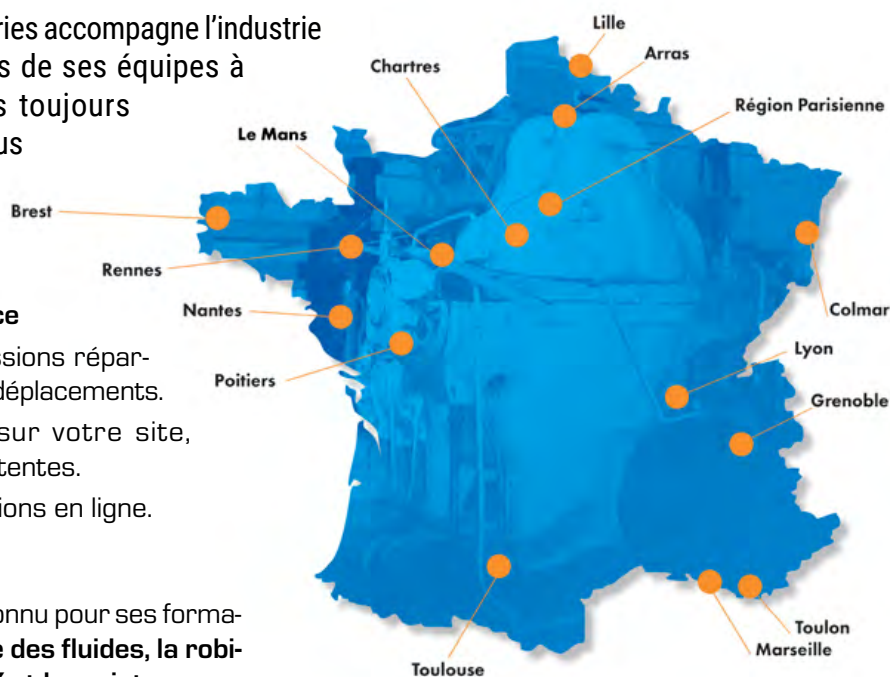 ries accompagne l'industrie
s de ses équipes à
s toujours
us
ce
ssions répar-
déplacements.
sur votre site,
tentes.
ions en ligne.
onnu pour ses forma-
e des fluides, la robi-
Lille
Arras
Chartres
Région Parisienne
Le Mans
Brest
Rennes
Nantes
Poitiers
Colmar
Lyon
Grenoble
Toulon
Marseille
Toulouse